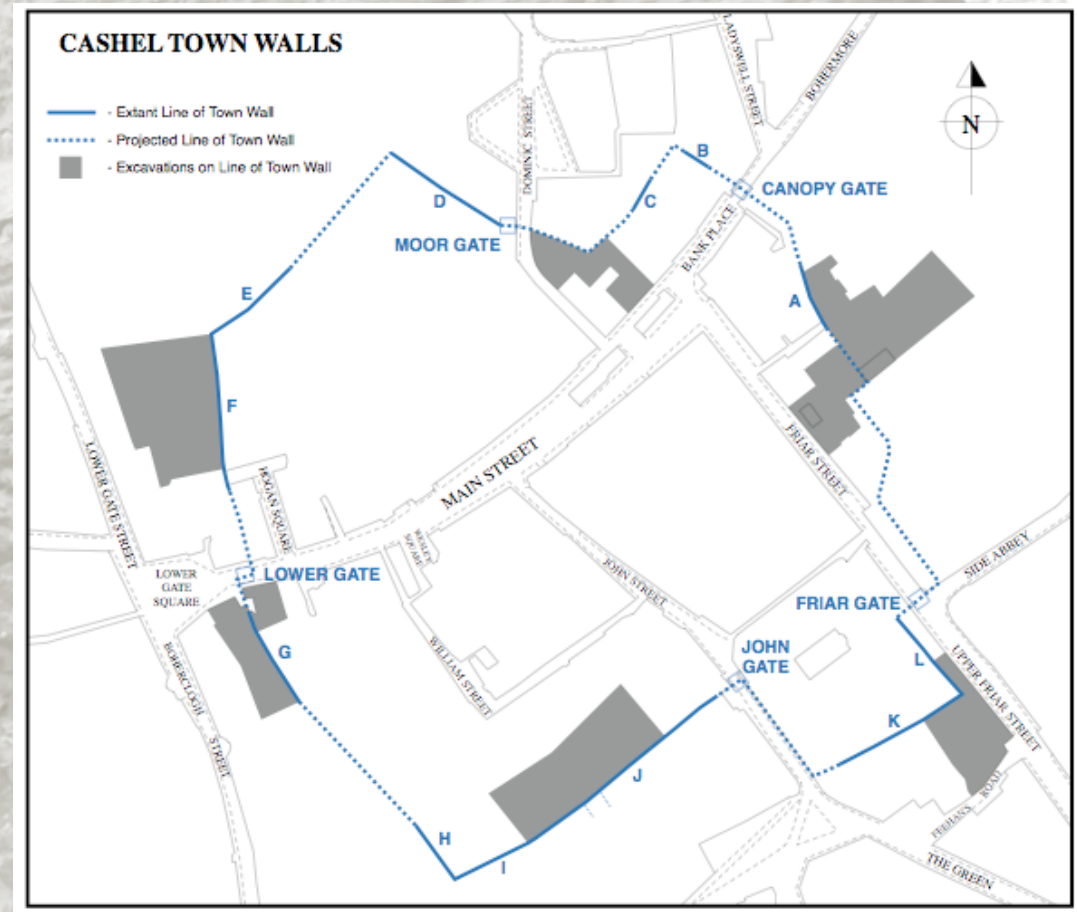 CASHEL TOWN WALLS
- Extant Line of Town Wall
- Projected Line of Town Wall
- Excavations on Line of Town Wall
LADYSWELL STREET
BOHERMORE
N
DOMINIC STREET
B
CANOPY GATE
D
C
MOOR GATE
BANK PLACE
E
A
F
LOWER GATE STREET
HOGAN SQUARE
MAIN STREET
FRIAR STREET
WESLEY
SQUARE
LOWER
GATE
SQUARE
LOWER GATE
JOHN STREET
SIDE ABBEY
FRIAR GATE
G
WILLIAM STREET
JOHN
GATE
L
UPPER FRIAR STREET
BOHERCLOGH
STREET
K
J
FEEHAN'S
ROAD
H
I
THE GREEN